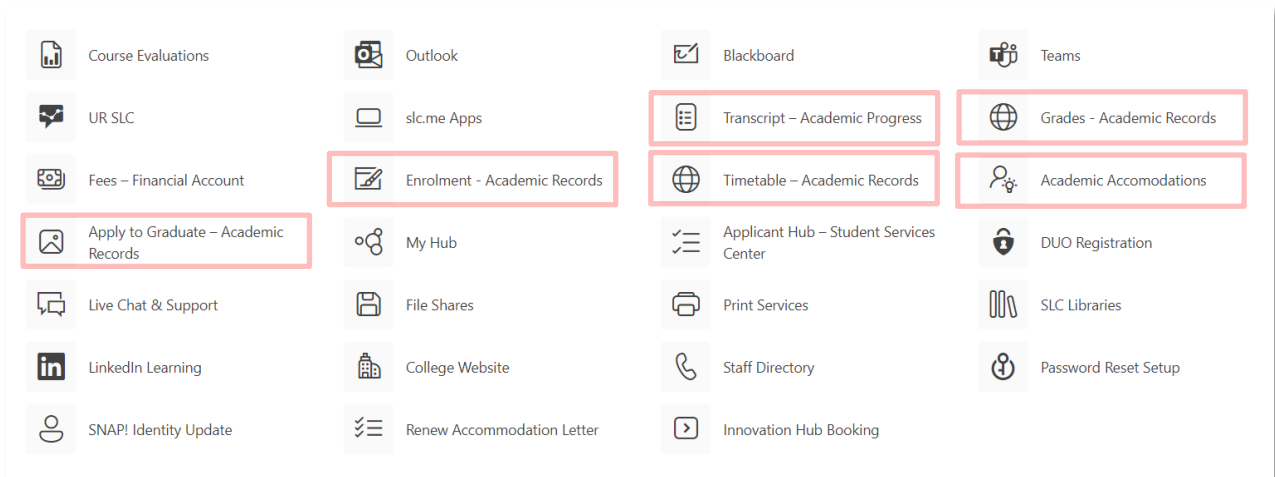 Course Evaluations
Outlook
Blackboard
Teams
UR SLC
slc.me Apps
Transcript – Academic Progress
Grades - Academic Records
Fees – Financial Account
Enrolment - Academic Records
Timetable – Academic Records
Academic Accomodations
Apply to Graduate – Academic
Records
My Hub
Applicant Hub – Student Services
Center
DUO Registration
Live Chat & Support
File Shares
Print Services
SLC Libraries
LinkedIn Learning
College Website
Staff Directory
Password Reset Setup
SNAP! Identity Update
Renew Accommodation Letter
Innovation Hub Booking